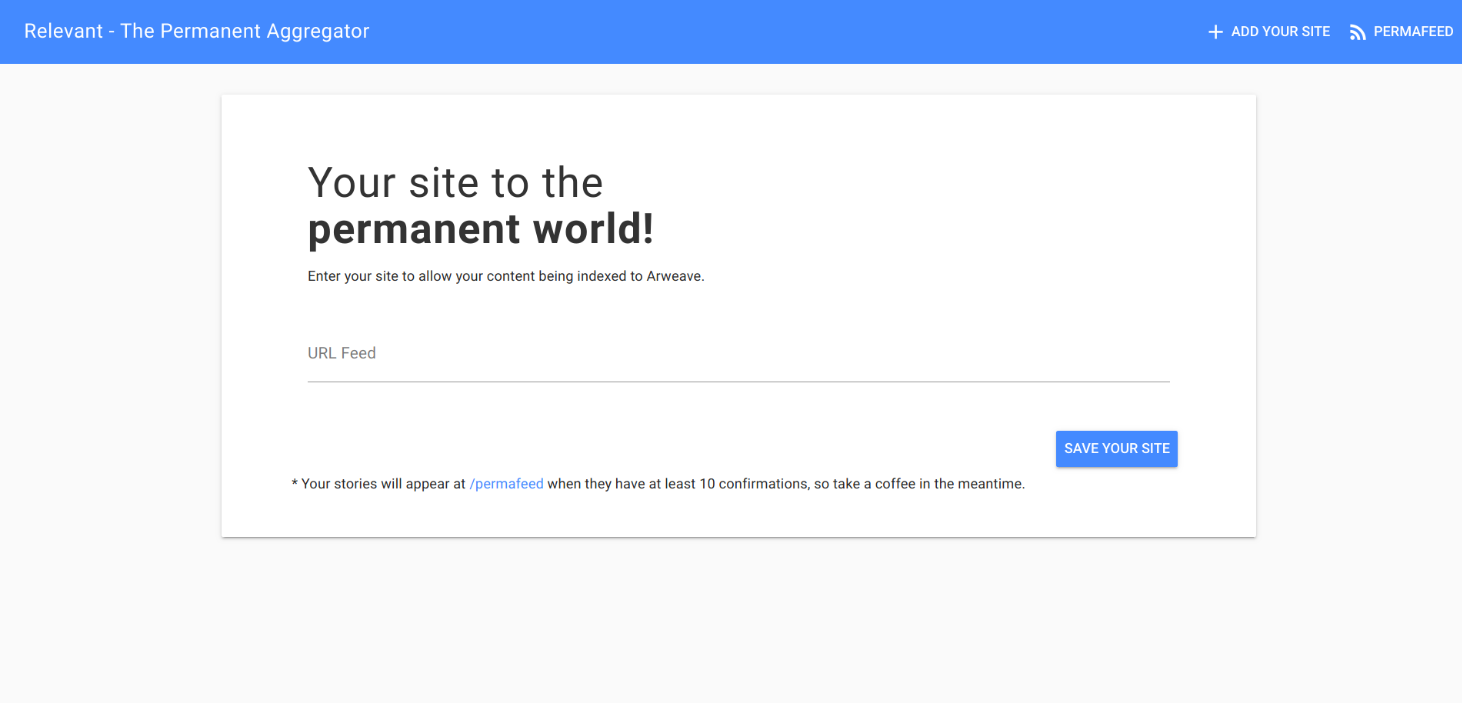 Relevant - The Permanent Aggregator
ADD YOUR SITE
PERMAFEED
Your site to the
permanent world!
Enter your site to allow your content being indexed to Arweave.
URL Feed
SAVE YOUR SITE
* Your stories will appear at /permafeed when they have at least 10 confirmations, so take a coffee in the meantime.